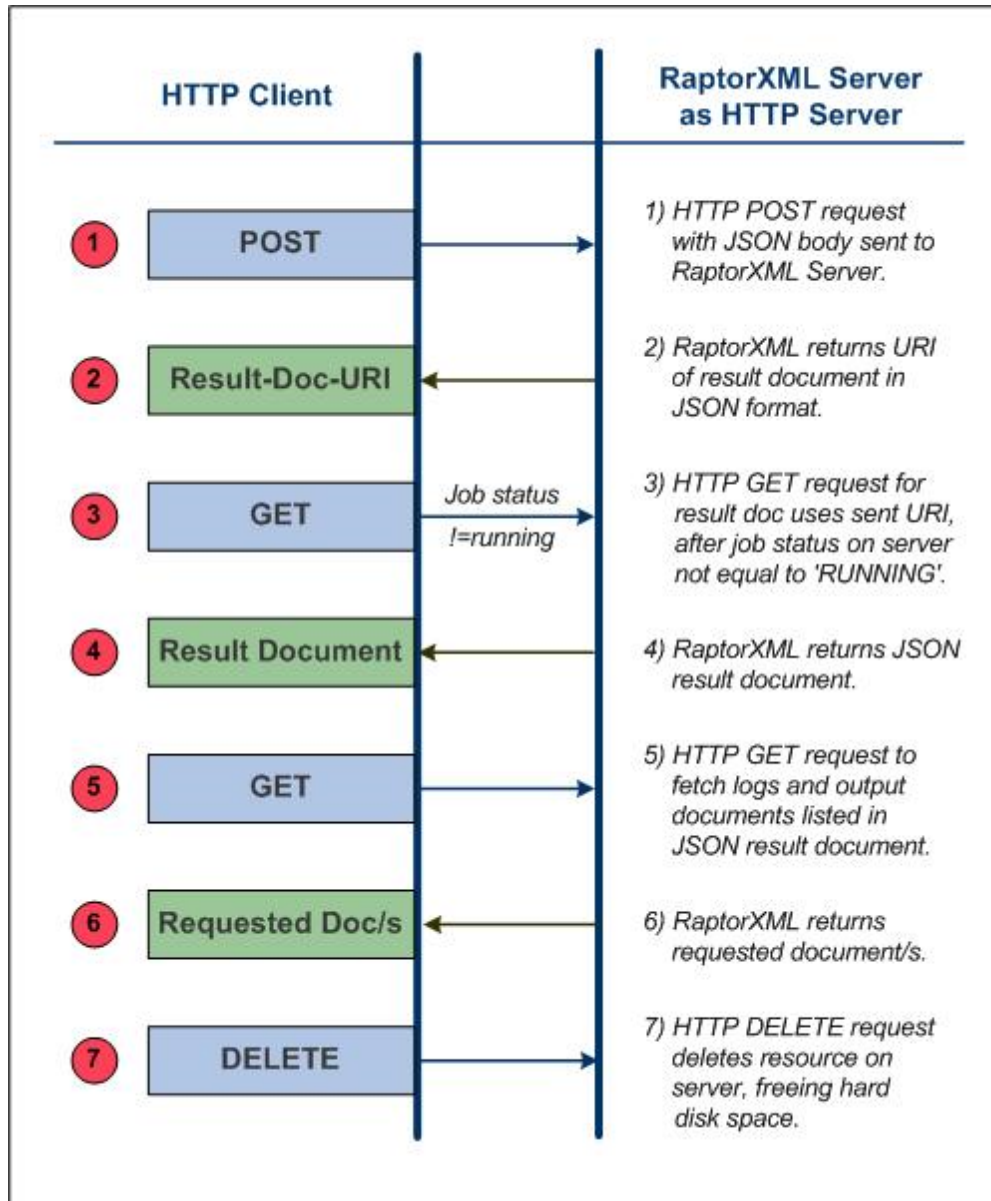 HTTP Client
RaptorXML Server
as HTTP Server
1
POST
1) HTTP POST request
with JSON body sent to
RaptorXML Server.
2
Result-Doc-URI
2) RaptorXML returns URI
of result document in
JSON format.
3
GET
Job status
!=running
3) HTTP GET request for
result doc uses sent URI,
after job status on server
not equal to 'RUNNING'.
4
Result Document
4) RaptorXML returns JSON
result document.
5
GET
5) HTTP GET request to
fetch logs and output
documents listed in
JSON result document.
6
Requested Doc/s
6) RaptorXML returns
requested document/s.
7
DELETE
7) HTTP DELETE request
deletes resource on
server, freeing hard
disk space.